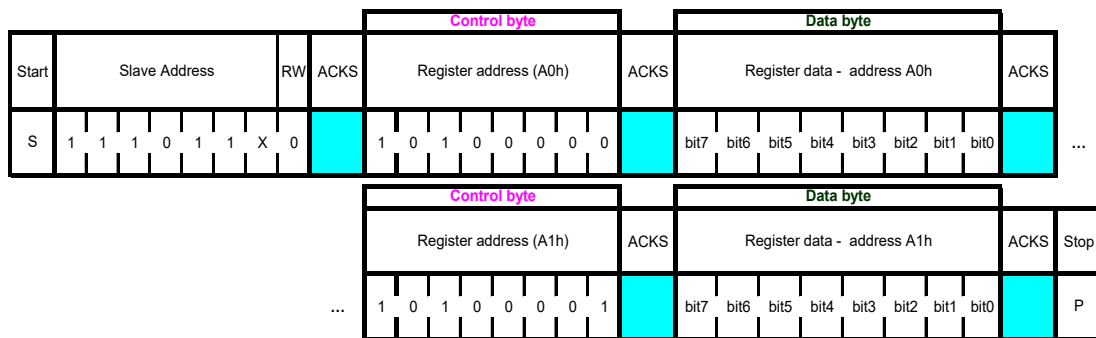 Control byte Data byte
Start Slave Address RW ACKS Register address (A0h) ACKS Register data - address A0h ACKS
S 1 1 1 0 1 1 X 0 1 0 1 0 0 0 0 0 bit7 bit6 bit5 bit4 bit3 bit2 bit1 bit0 ...
Control byte Data byte
Register address (A1h) ACKS Register data - address A1h ACKS Stop
... 1 0 1 0 0 0 0 1 bit7 bit6 bit5 bit4 bit3 bit2 bit1 bit0 P